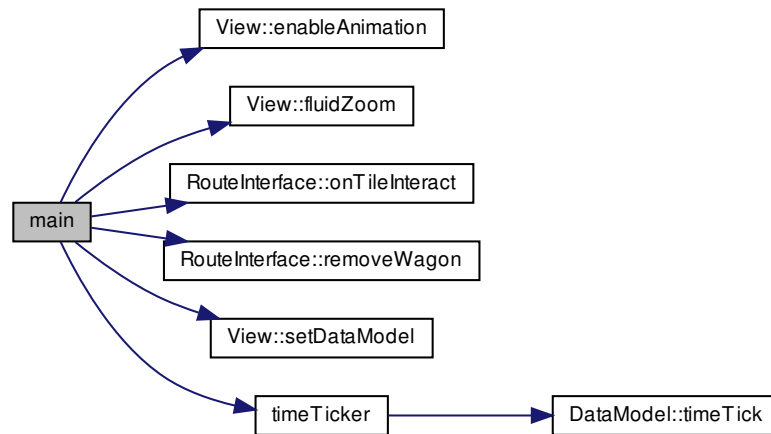 View::enableAnimation
View::fluidZoom
RouteInterface::onTileInteract
main
RouteInterface::removeWagon
View::setDataModel
timeTicker
DataModel::timeTick